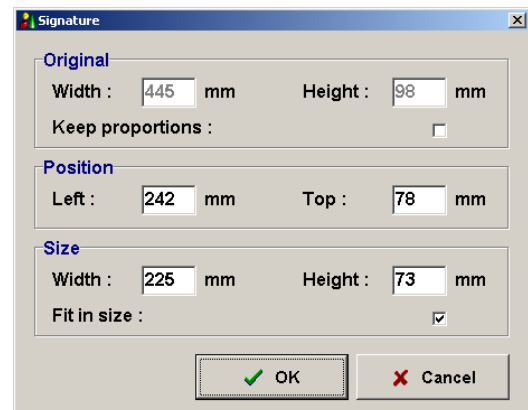 Signature
Original
Width : 445 mm Height : 98 mm
Keep proportions :
Position
Left : 242 mm Top : 78 mm
Size
Width : 225 mm Height : 73 mm
Fit in size :
OK Cancel